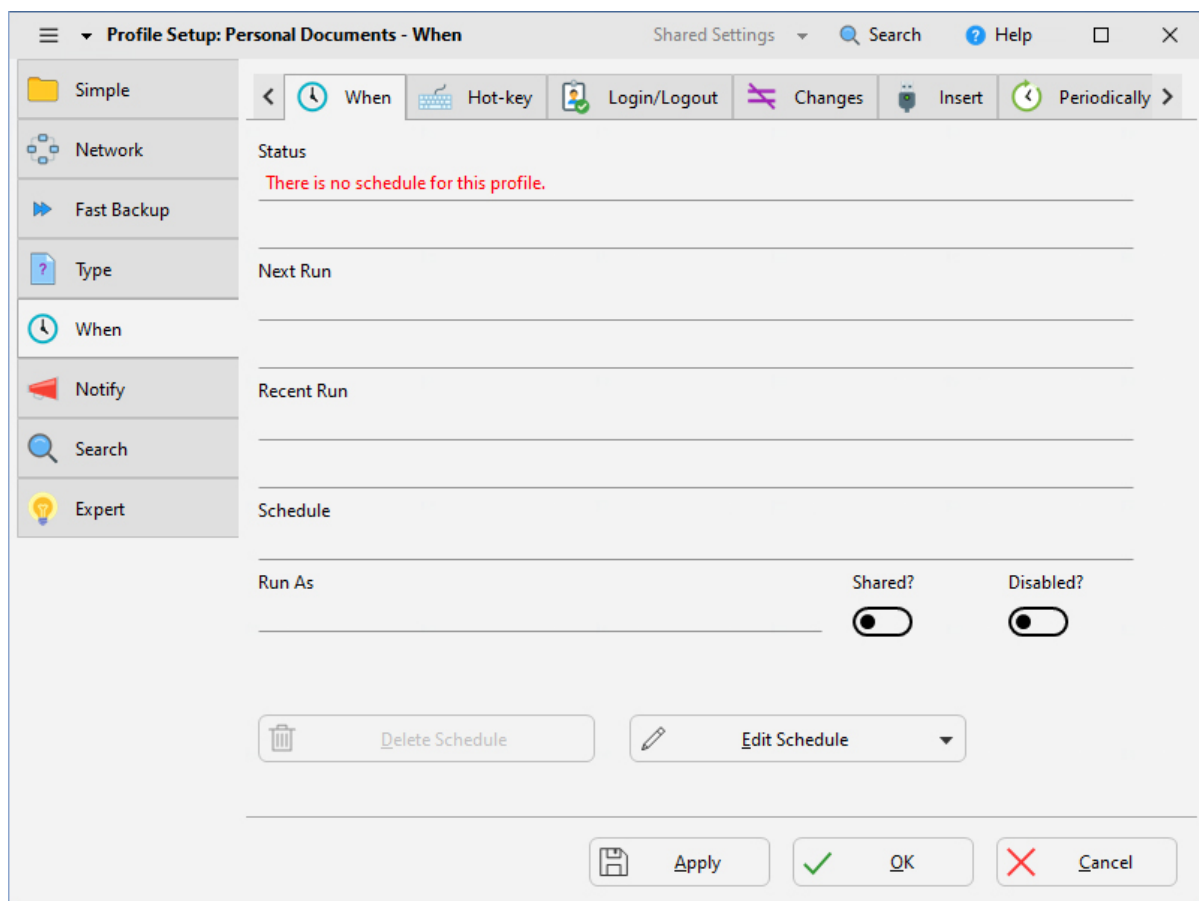 Profile Setup: Personal Documents - When Shared Settings Search ? Help
Simple
Network
Fast Backup
? Type
When
Notify
Search
Expert
When Hot-key Login/Logout Changes Insert Periodically
Status
There is no schedule for this profile.
Next Run
Recent Run
Schedule
Run As Shared? Disabled?
Delete Schedule Edit Schedule
Apply OK Cancel